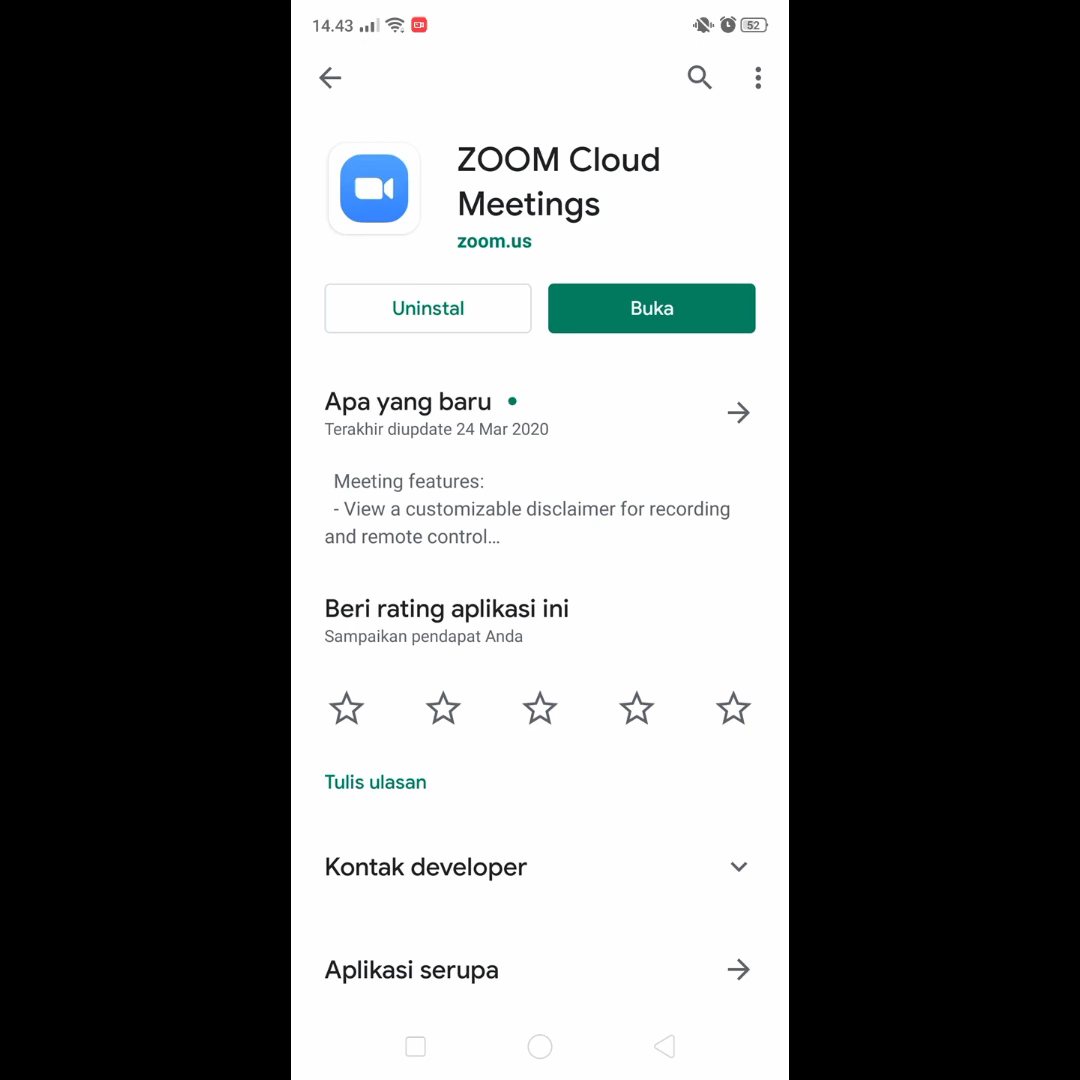 14.43
52
ZOOM Cloud
Meetings
zoom.us
Uninstal
Buka
Apa yang baru
Terakhir diupdate 24 Mar 2020
Meeting features:
- View a customizable disclaimer for recording
and remote control...
Beri rating aplikasi ini
Sampaikan pendapat Anda
Tulis ulasan
Kontak developer
Aplikasi serupa